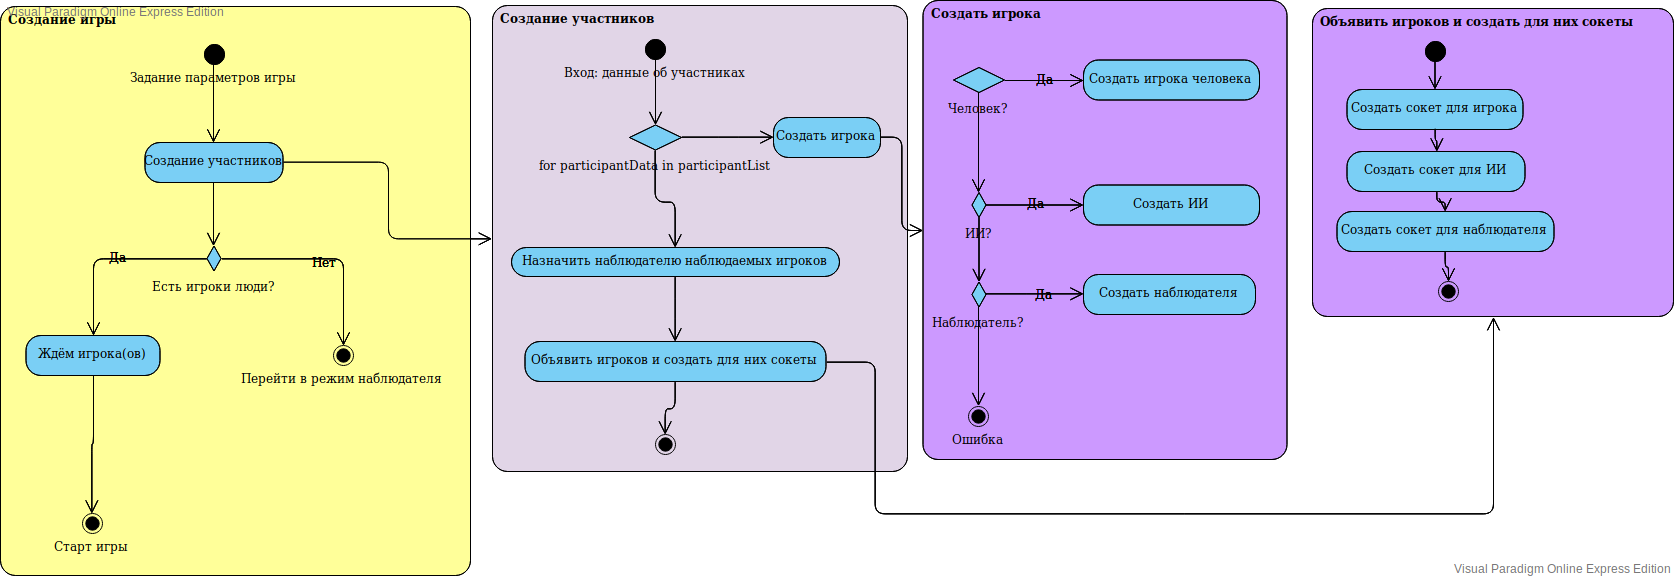 Visual Paradigm Online Express Edition
Создание игры
Задание параметров игры
Создание участников
Да
Нет
Есть игроки люди?
Ждём игрока(ов)
Перейти в режим наблюдателя
Старт игры
Создание участников
Вход: данные об участниках
Создать игрока
for participantData in participantList
Назначить наблюдателю наблюдаемых игроков
Объявить игроков и создать для них сокеты
Создать игрока
Да
Создать игрока человека
Человек?
Да
Создать ИИ
ИИ?
Да
Создать наблюдателя
Наблюдатель?
Ошибка
Объявить игроков и создать для них сокеты
Создать сокет для игрока
Создать сокет для ИИ
Создать сокет для наблюдателя
Visual Paradigm Online Express Edition